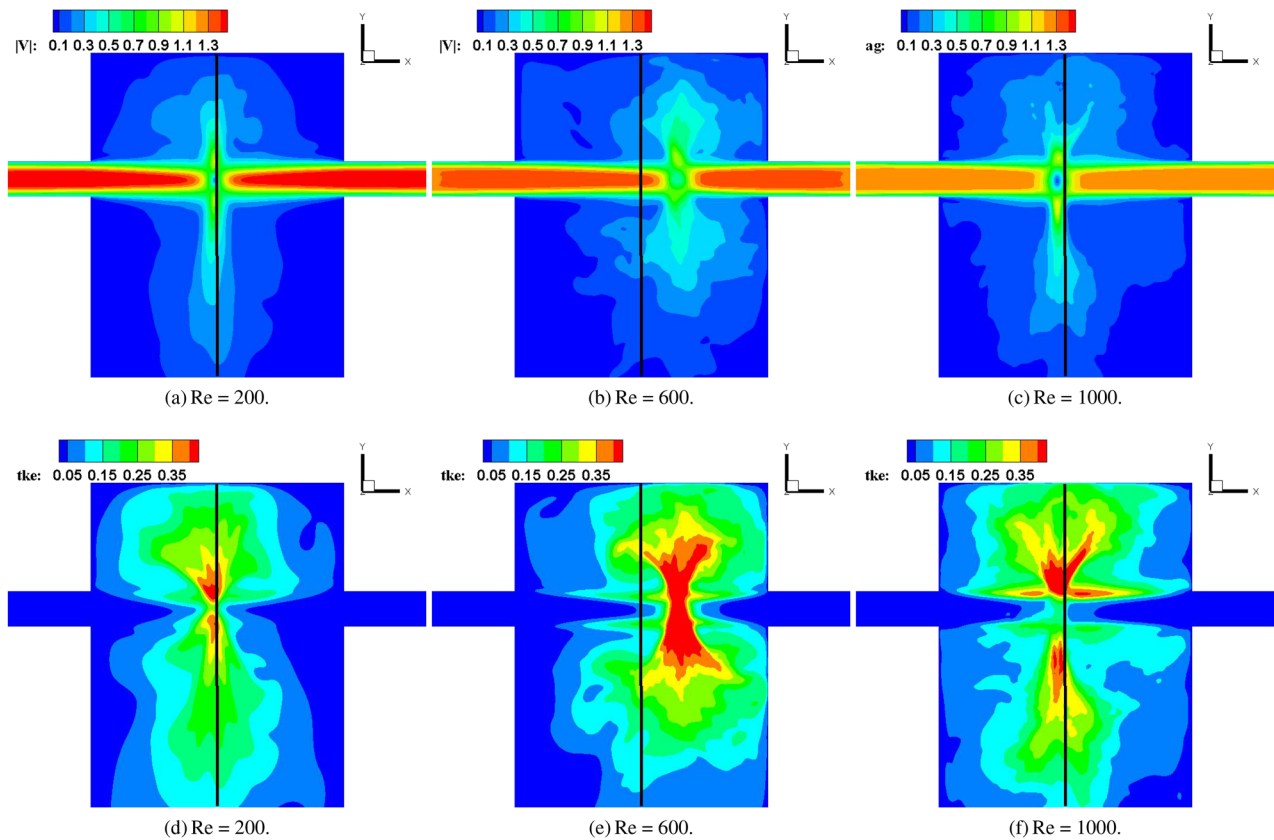 |V|: 0.1 0.3 0.5 0.7 0.9 1.1 1.3
Y
X
Z
|V|: 0.1 0.3 0.5 0.7 0.9 1.1 1.3
Y
X
Z
ag: 0.1 0.3 0.5 0.7 0.9 1.1 1.3
Y
X
Z
(a) Re = 200.
(b) Re = 600.
(c) Re = 1000.
tke: 0.05 0.15 0.25 0.35
Y
X
Z
tke: 0.05 0.15 0.25 0.35
Y
X
Z
tke: 0.05 0.15 0.25 0.35
Y
X
Z
(d) Re = 200.
(e) Re = 600.
(f) Re = 1000.